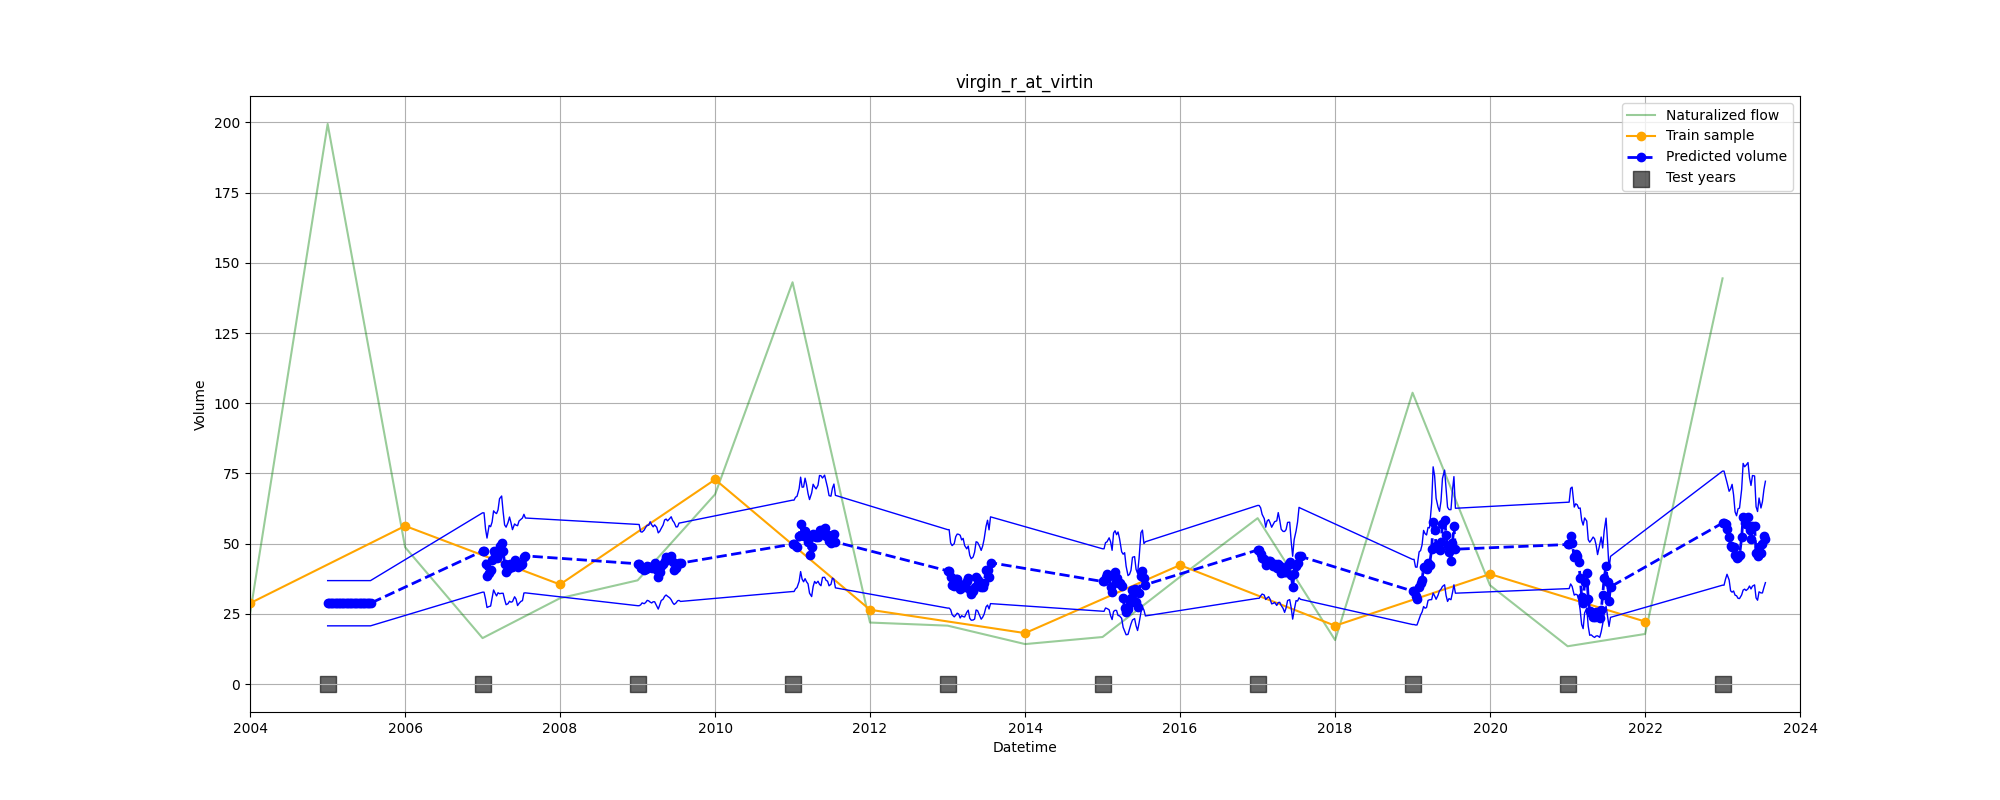 virgin_r_at_virtin
Naturalized flow
Train sample
Predicted volume
Test years
Volume
200
175
150
125
100
75
50
25
0
2004 2006 2008 2010 2012 2014 2016 2018 2020 2022 2024
Datetime